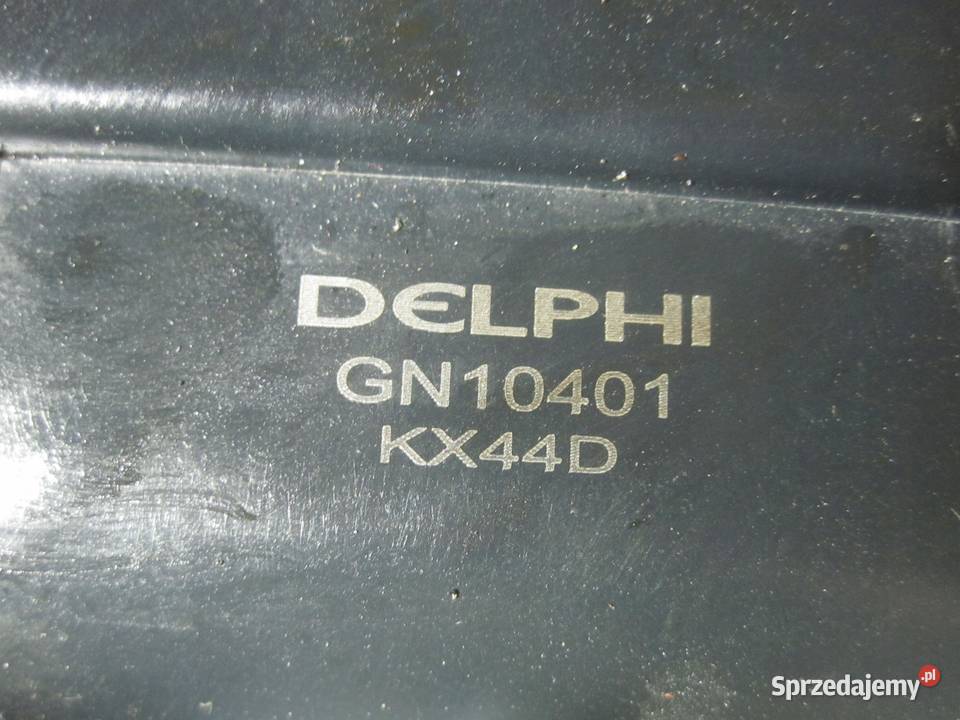 DELPHI
GN10401
KX44D
Sprzedajemy.pl